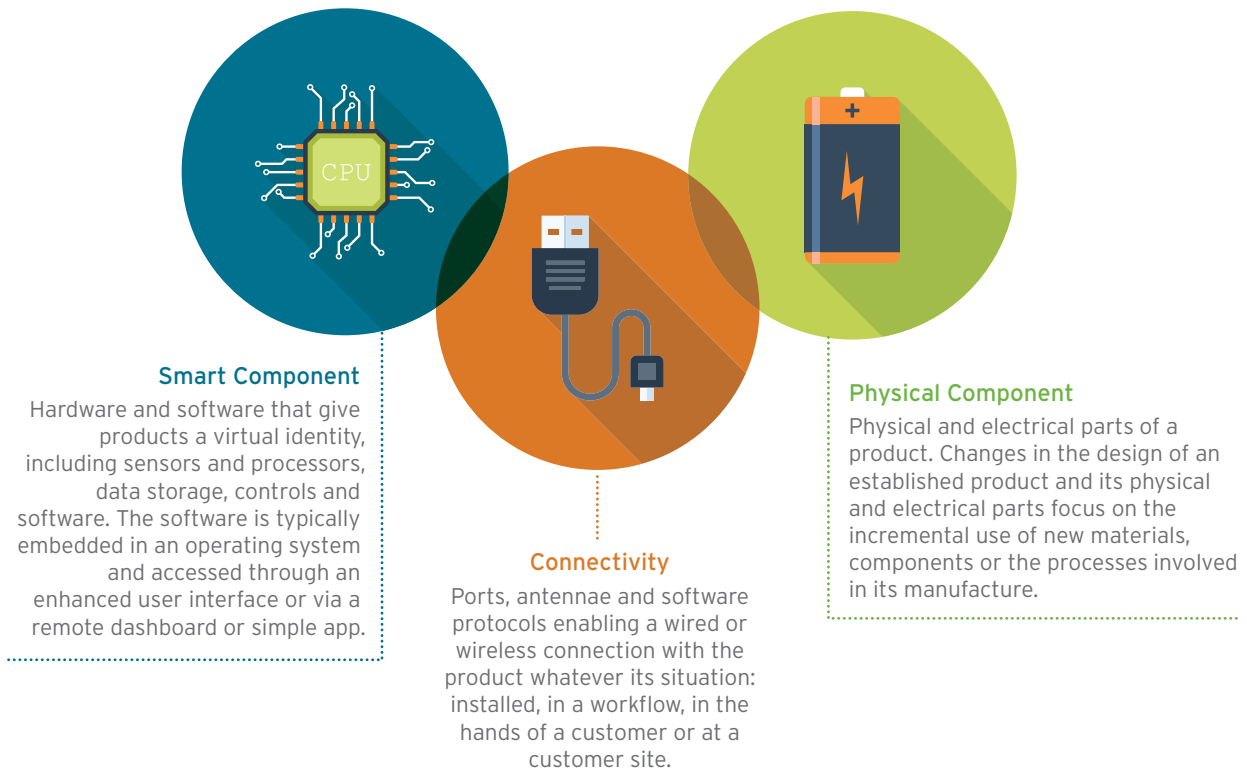 CPU
+
Smart Component
Hardware and software that give
products a virtual identity,
including sensors and processors,
data storage, controls and
software. The software is typically
embedded in an operating system
and accessed through an
enhanced user interface or via a
remote dashboard or simple app.
Connectivity
Ports, antennae and software
protocols enabling a wired or
wireless connection with the
product whatever its situation:
installed, in a workflow, in the
hands of a customer or at a
customer site.
Physical Component
Physical and electrical parts of a
product. Changes in the design of an
established product and its physical
and electrical parts focus on the
incremental use of new materials,
components or the processes involved
in its manufacture.